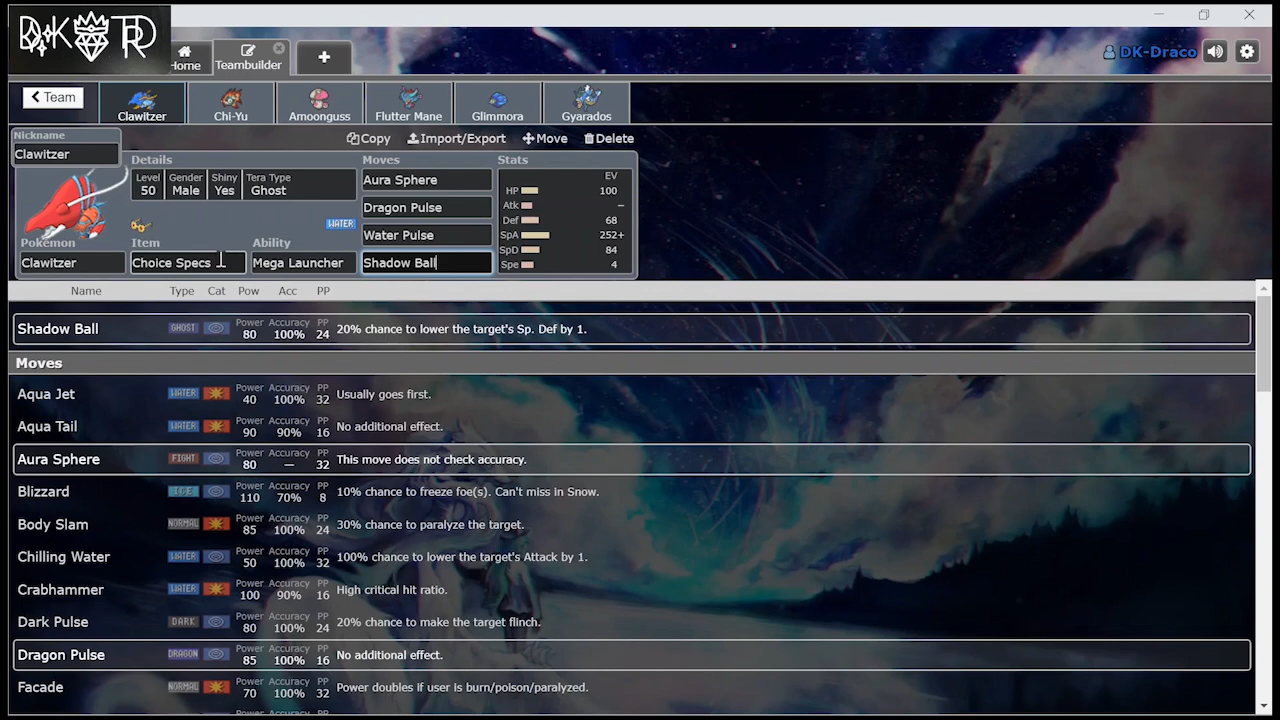 DK TRD
Home
Teambuilder
+
DK-Draco
Team
Clawitzer
Chi-Yu
Amoonguss
Flutter Mane
Glimmora
Gyarados
Nickname
Clawitzer
Copy Import/Export Move Delete
Details
Level Gender Shiny Tera Type
50 Male Yes Ghost
WATER
Pokémon
Clawitzer
Item
Choice Specs
Ability
Mega Launcher
Moves
Aura Sphere
Dragon Pulse
Water Pulse
Shadow Ball
Stats
EV
HP 100
Atk –
Def 68
SpA 252+
SpD 84
Spe 4
Name Type Cat Pow Acc PP
Shadow Ball GHOST Power 80 Accuracy 100% PP 24 20% chance to lower the target's Sp. Def by 1.
Moves
Aqua Jet WATER Power 40 Accuracy 100% PP 32 Usually goes first.
Aqua Tail WATER Power 90 Accuracy 90% PP 16 No additional effect.
Aura Sphere FIGHT Power 80 Accuracy — PP 32 This move does not check accuracy.
Blizzard ICE Power 110 Accuracy 70% PP 8 10% chance to freeze foe(s). Can't miss in Snow.
Body Slam NORMAL Power 85 Accuracy 100% PP 24 30% chance to paralyze the target.
Chilling Water WATER Power 50 Accuracy 100% PP 32 100% chance to lower the target's Attack by 1.
Crabhammer WATER Power 100 Accuracy 90% PP 16 High critical hit ratio.
Dark Pulse DARK Power 80 Accuracy 100% PP 24 20% chance to make the target flinch.
Dragon Pulse DRAGON Power 85 Accuracy 100% PP 16 No additional effect.
Facade NORMAL Power 70 Accuracy 100% PP 32 Power doubles if user is burn/poison/paralyzed.
Power Accuracy PP